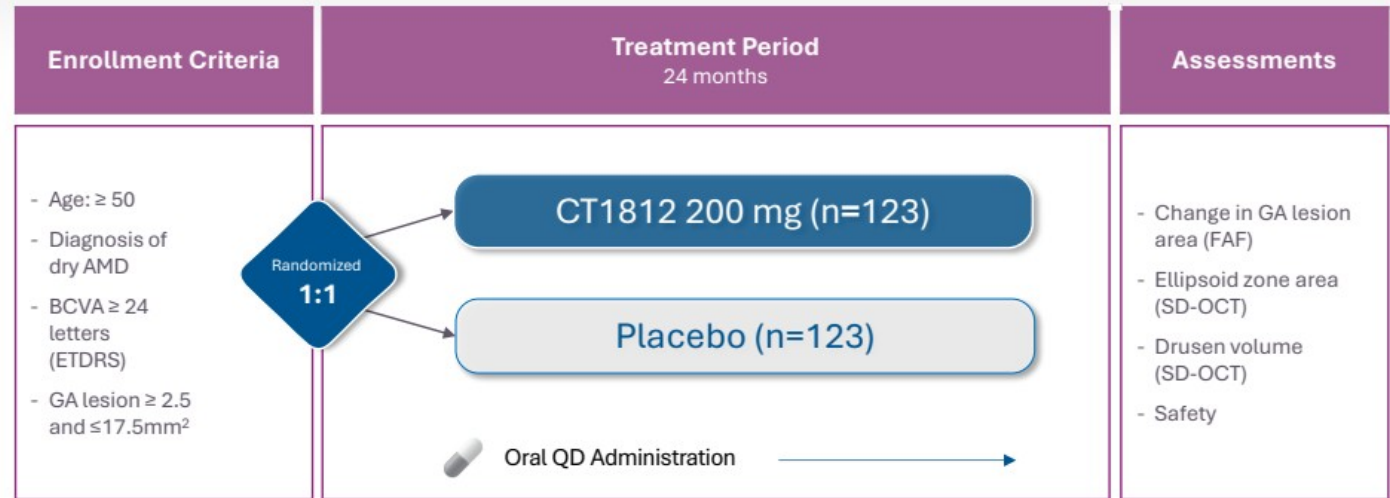 Enrollment Criteria
Treatment Period
24 months
Assessments
- Age: ≥ 50
- Diagnosis of
dry AMD
- BCVA ≥ 24
letters
(ETDRS)
- GA lesion ≥ 2.5
and ≤17.5mm²
Randomized
1:1
CT1812 200 mg (n=123)
Placebo (n=123)
Oral QD Administration
- Change in GA lesion
area (FAF)
- Ellipsoid zone area
(SD-OCT)
- Drusen volume
(SD-OCT)
- Safety